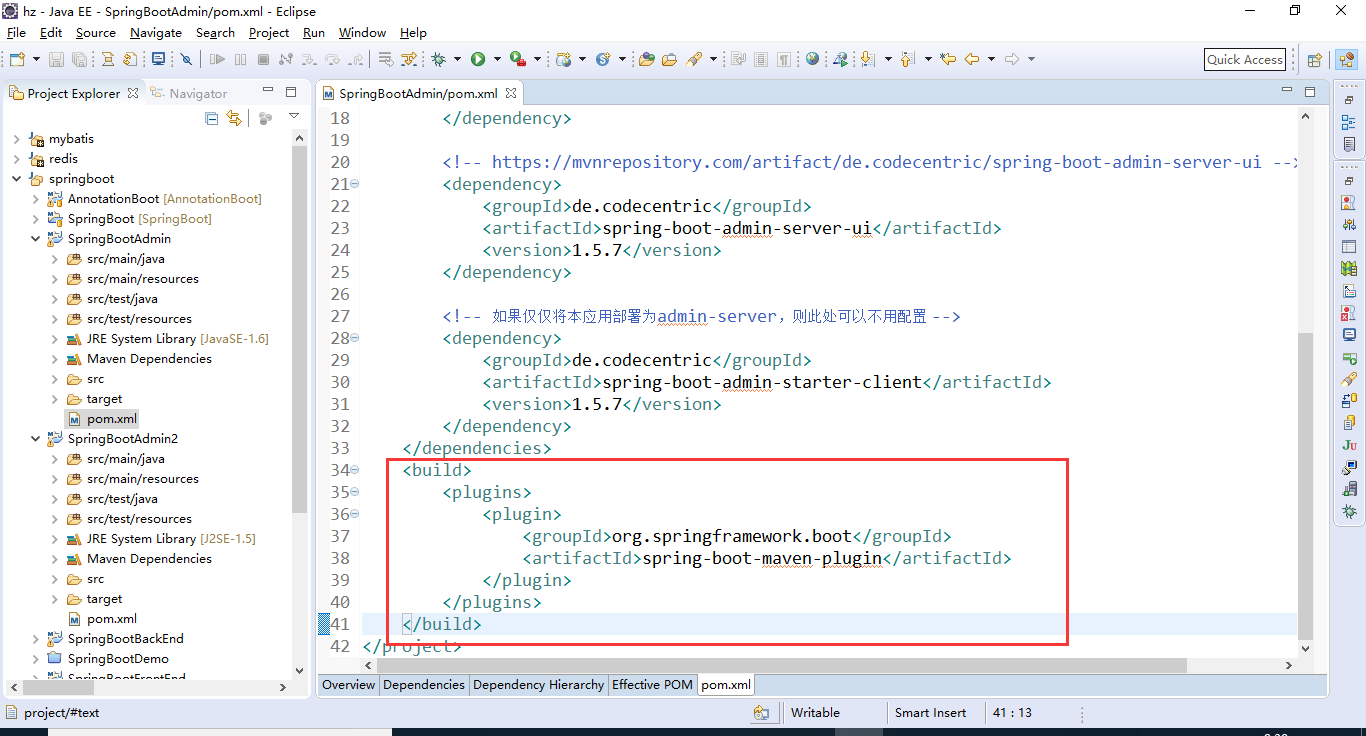 hz - Java EE - SpringBootAdmin/pom.xml - Eclipse
File Edit Source Navigate Search Project Run Window Help
Quick Access
Project Explorer
Navigator
SpringBootAdmin/pom.xml
mybatis
redis
springboot
AnnotationBoot [AnnotationBoot]
SpringBoot [SpringBoot]
SpringBootAdmin
src/main/java
src/main/resources
src/test/java
src/test/resources
JRE System Library [JavaSE-1.6]
Maven Dependencies
src
target
pom.xml
SpringBootAdmin2
src/main/java
src/main/resources
src/test/java
src/test/resources
JRE System Library [J2SE-1.5]
Maven Dependencies
src
target
pom.xml
SpringBootBackEnd
SpringBootDemo
SpringBootFrontEnd
18 </dependency>
19
20 <!-- https://mvnrepository.com/artifact/de.codecentric/spring-boot-admin-server-ui -->
21 <dependency>
22 <groupId>de.codecentric</groupId>
23 <artifactId>spring-boot-admin-server-ui</artifactId>
24 <version>1.5.7</version>
25 </dependency>
26
27 <!-- 如果仅仅将本应用部署为admin-server，则此处可以不用配置 -->
28 <dependency>
29 <groupId>de.codecentric</groupId>
30 <artifactId>spring-boot-admin-starter-client</artifactId>
31 <version>1.5.7</version>
32 </dependency>
33 </dependencies>
34 <build>
35 <plugins>
36 <plugin>
37 <groupId>org.springframework.boot</groupId>
38 <artifactId>spring-boot-maven-plugin</artifactId>
39 </plugin>
40 </plugins>
41 </build>
42 </project>
Overview Dependencies Dependency Hierarchy Effective POM pom.xml
Ju
project/#text
Writable
Smart Insert
41 : 13